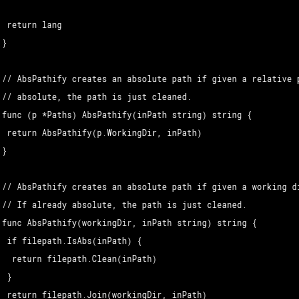 return lang
}
// AbsPathify creates an absolute path if given a relative
// absolute, the path is just cleaned.
func (p *Paths) AbsPathify(inPath string) string {
return AbsPathify(p.WorkingDir, inPath)
}
// AbsPathify creates an absolute path if given a working
// If already absolute, the path is just cleaned.
func AbsPathify(workingDir, inPath string) string {
if filepath.IsAbs(inPath) {
return filepath.Clean(inPath)
}
return filepath.Join(workingDir, inPath)